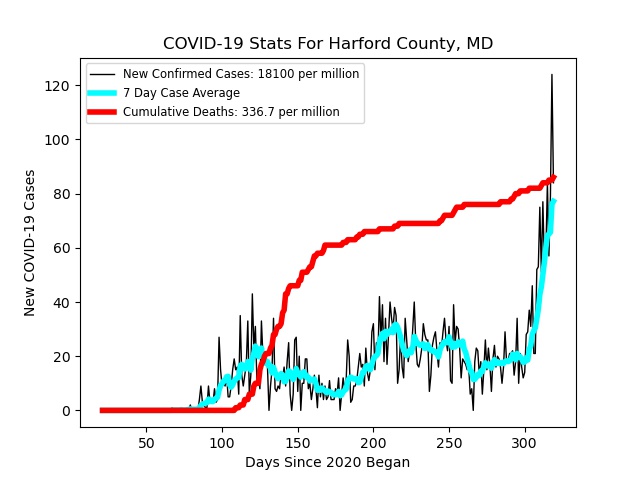 COVID-19 Stats For Harford County, MD
New Confirmed Cases: 18100 per million
7 Day Case Average
Cumulative Deaths: 336.7 per million
New COVID-19 Cases
120
100
80
60
40
20
0
50 100 150 200 250 300
Days Since 2020 Began